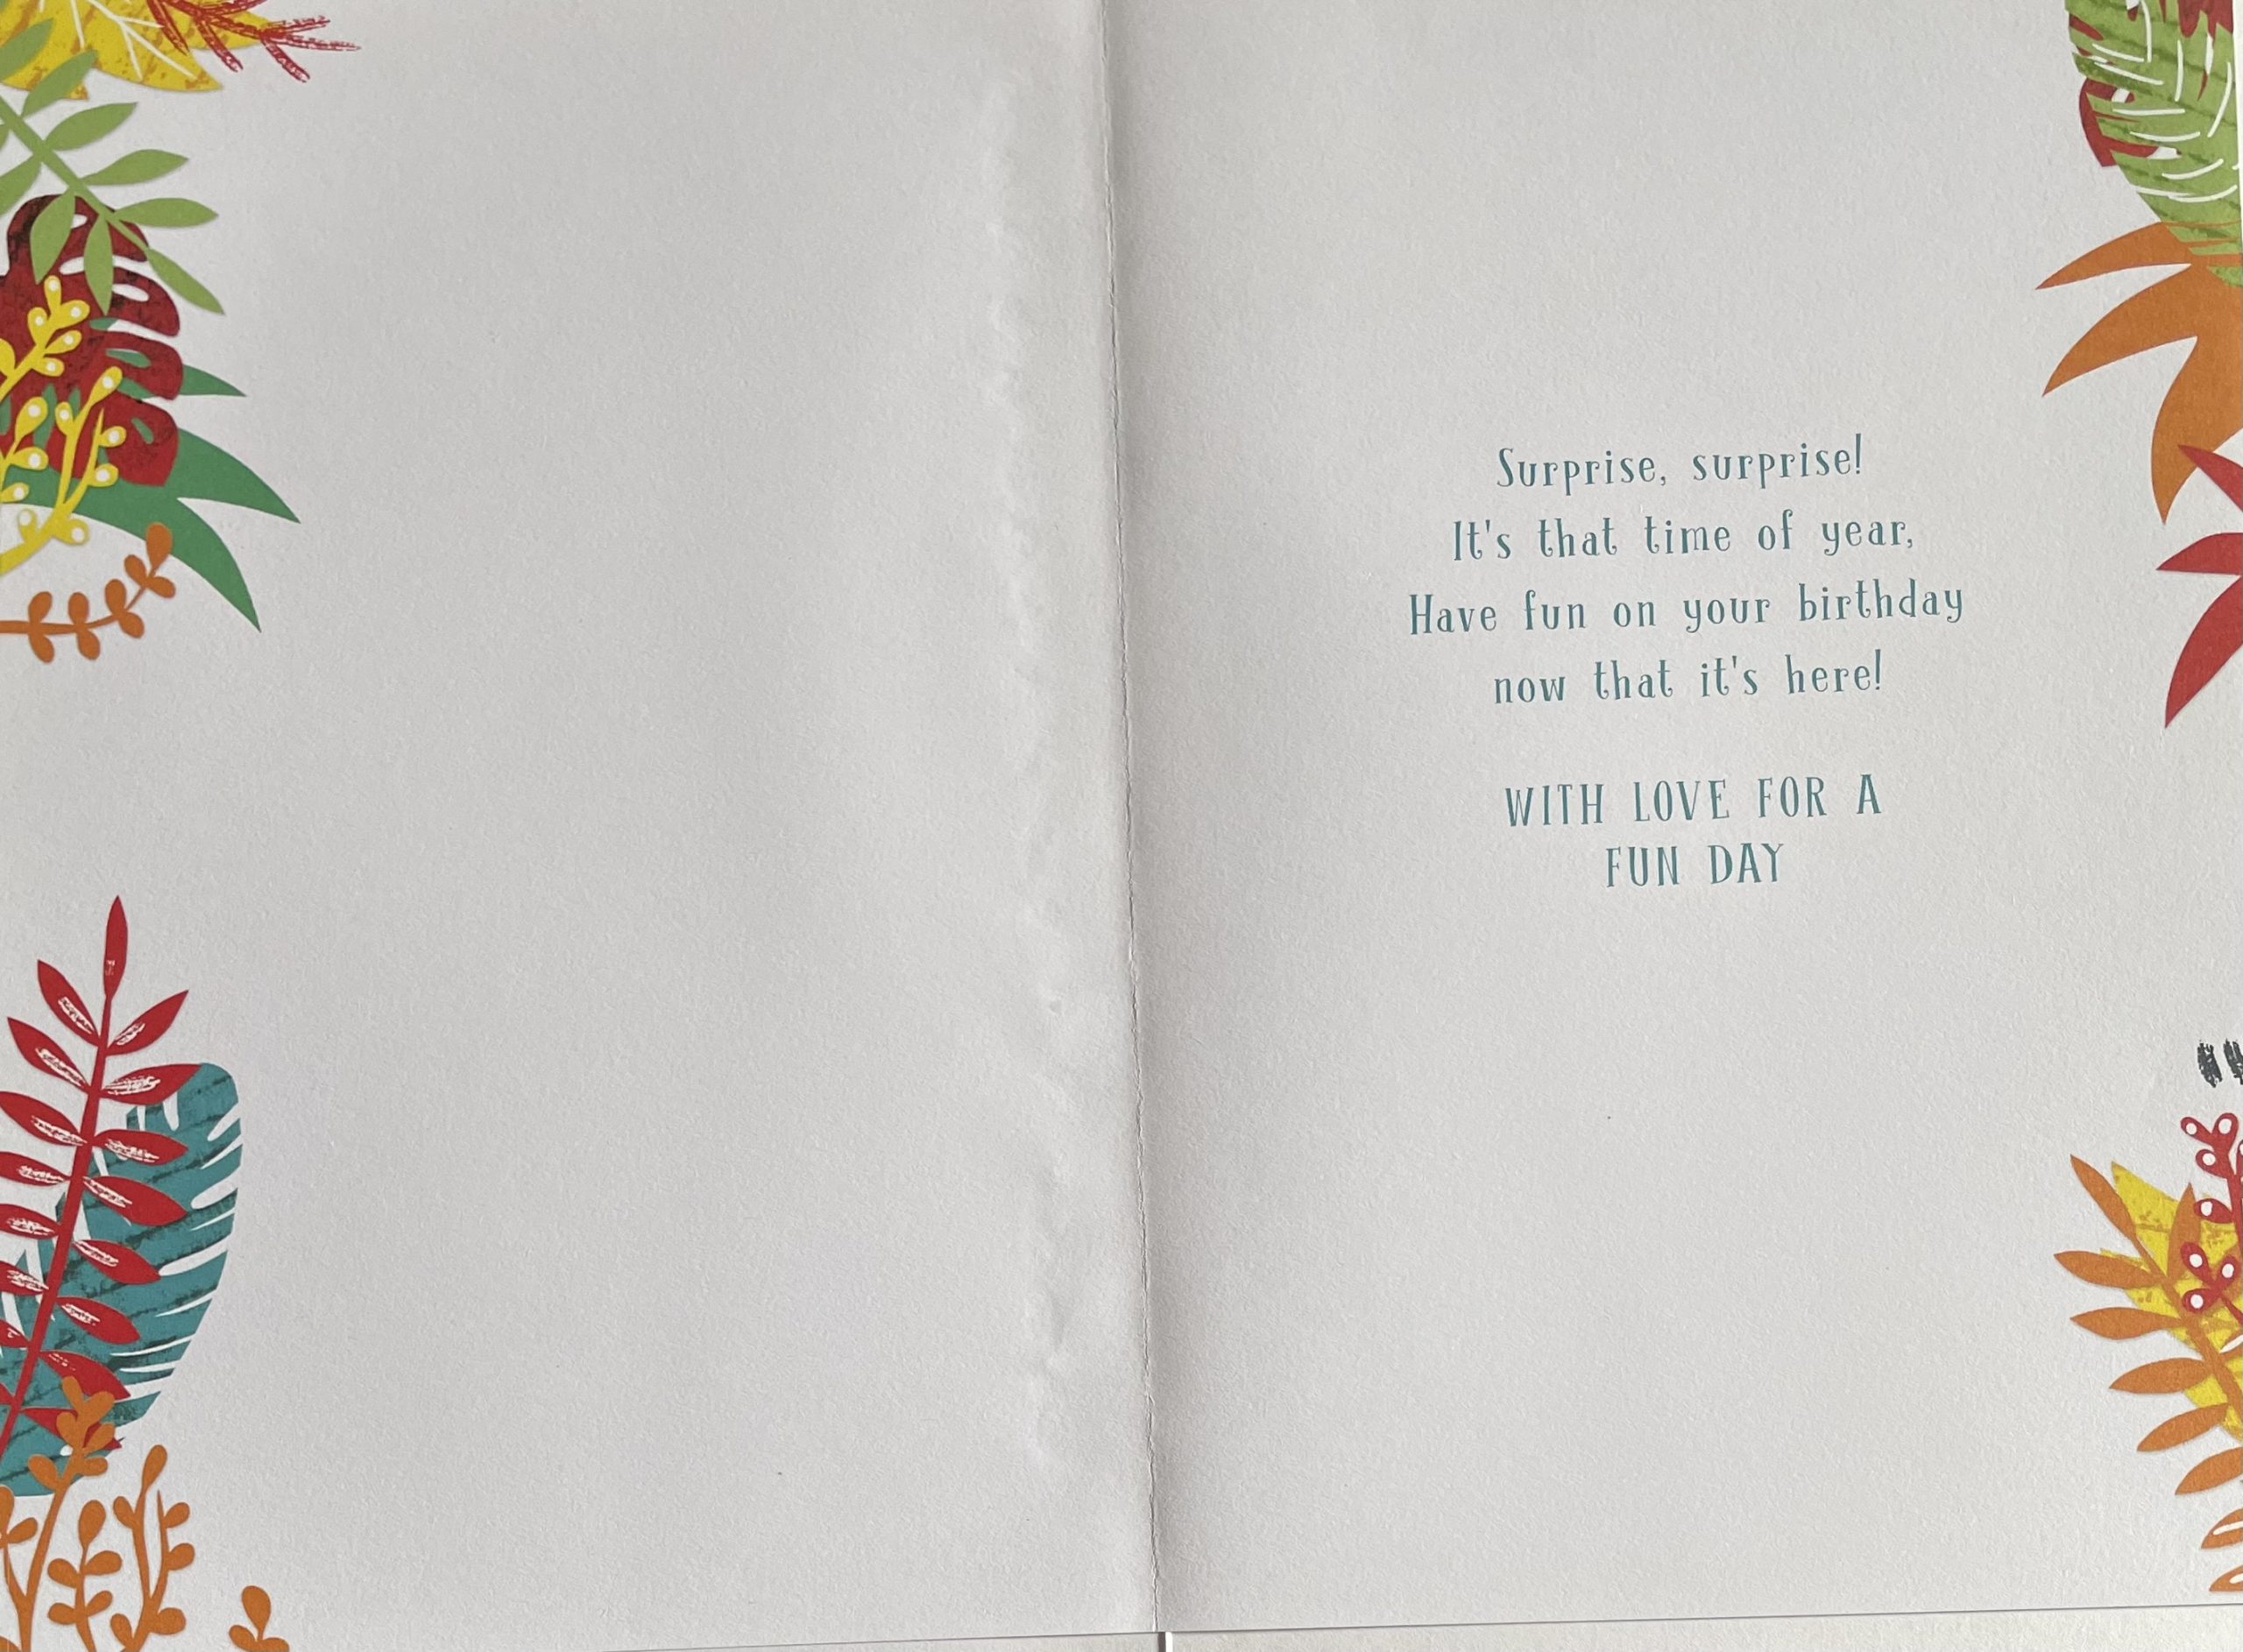 Surprise, surprise!
It's that time of year,
Have fun on your birthday
now that it's here!
WITH LOVE FOR A
FUN DAY